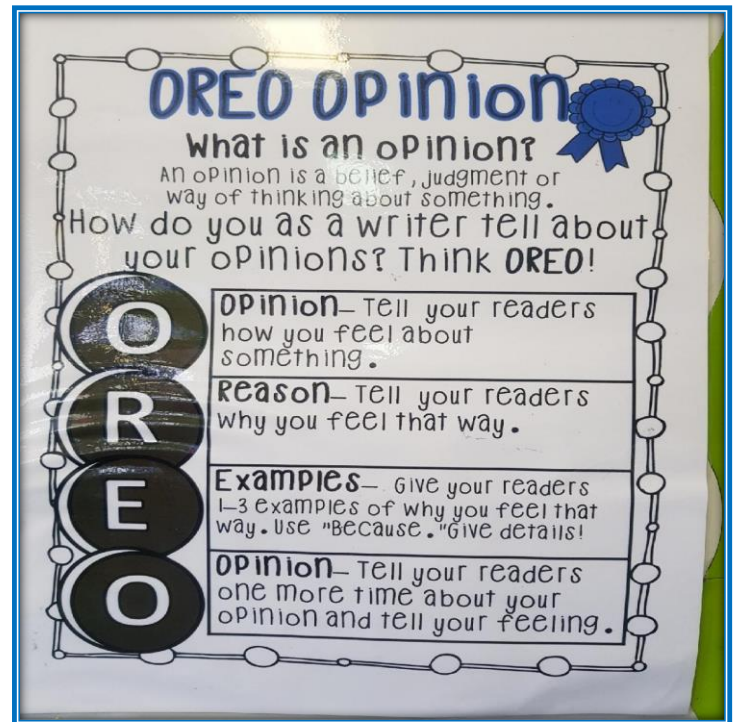 OREO OPinion
What is an opinion?
An opinion is a belief, judgment or
way of thinking about something.
How do you as a writer tell about
your opinions? Think OREO!
O
Opinion– Tell your readers
how you feel about
something.
R
Reason– Tell your readers
why you feel that way.
E
Examples– Give your readers
1–3 examples of why you feel that
way. Use "Because." Give details!
O
Opinion– Tell your readers
one more time about your
opinion and tell your feeling.